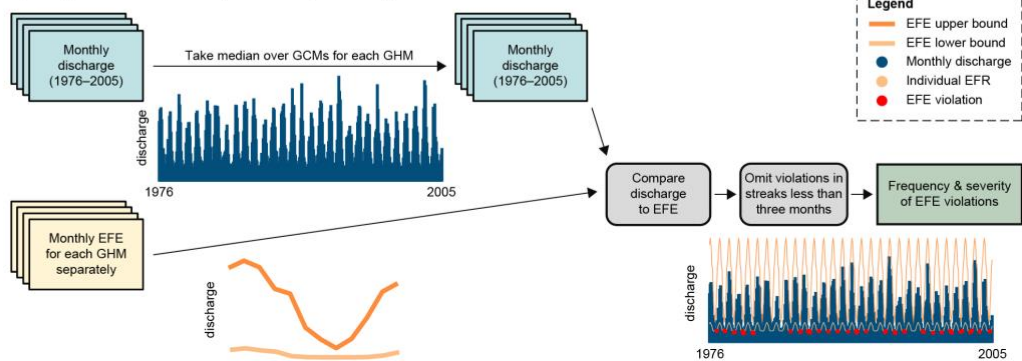 Legend
EFE upper bound
EFE lower bound
Monthly discharge
Individual EFR
EFE violation
Monthly
discharge
(1976–2005)
Take median over GCMs for each GHM
Monthly
discharge
(1976–2005)
discharge
1976
2005
Compare
discharge
to EFE
Omit violations in
streaks less than
three months
Frequency & severity
of EFE violations
Monthly EFE
for each GHM
separately
discharge
discharge
1976
2005